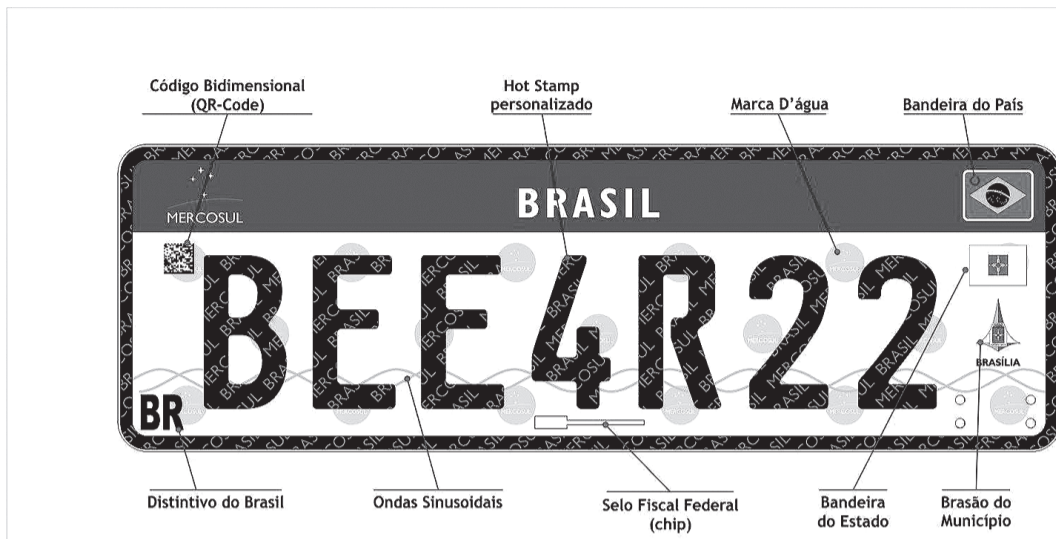 Código Bidimensional
(QR-Code)
Hot Stamp
personalizado
Marca D'água
Bandeira do País
MERCOSUL
BRASIL
BEE4R22
BRASÍLIA
BR
Distintivo do Brasil
Ondas Sinusoidais
Selo Fiscal Federal
(chip)
Bandeira
do Estado
Brasão do
Município